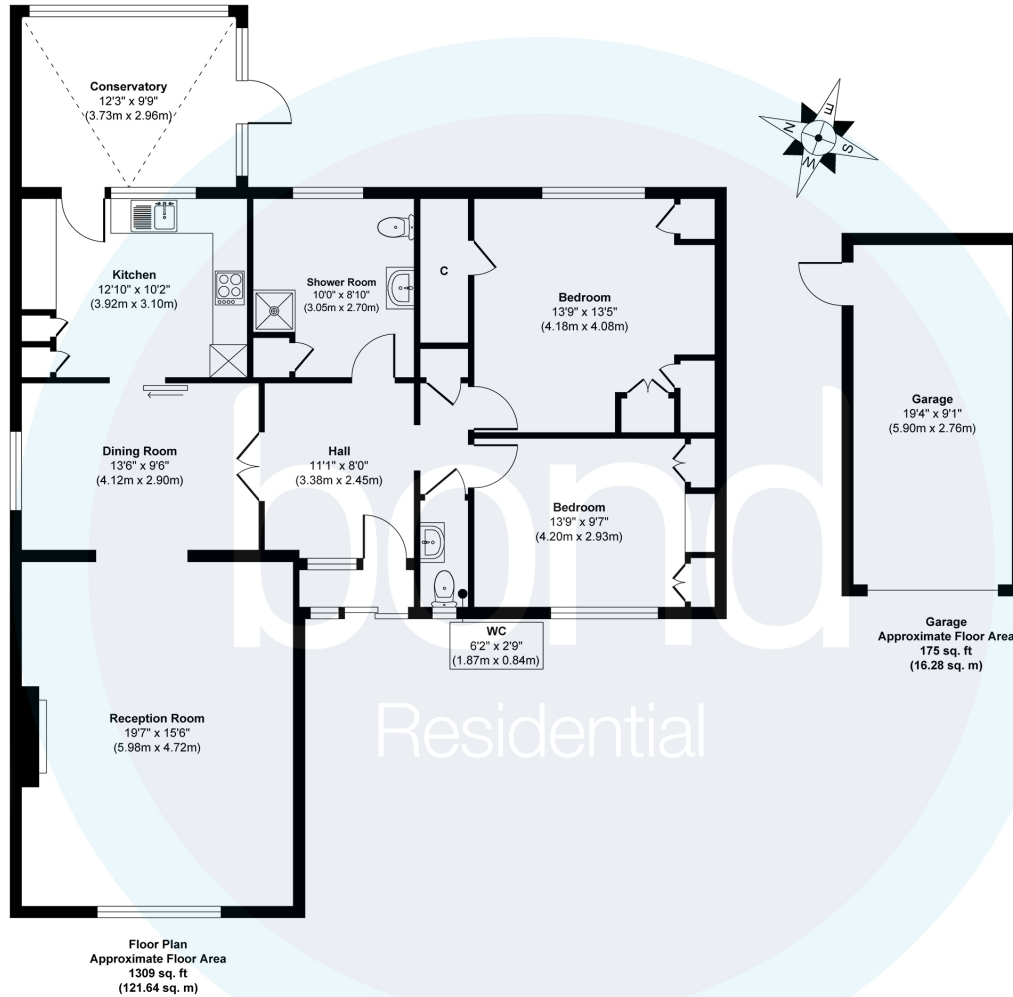 Conservatory
12'3" x 9'9"
(3.73m x 2.96m)
E
N
S
W
Kitchen
12'10" x 10'2"
(3.92m x 3.10m)
Shower Room
10'0" x 8'10"
(3.05m x 2.70m)
C
Bedroom
13'9" x 13'5"
(4.18m x 4.08m)
Garage
19'4" x 9'1"
(5.90m x 2.76m)
Dining Room
13'6" x 9'6"
(4.12m x 2.90m)
Hall
11'1" x 8'0"
(3.38m x 2.45m)
Bedroom
13'9" x 9'7"
(4.20m x 2.93m)
bond
Residential
WC
6'2" x 2'9"
(1.87m x 0.84m)
Garage
Approximate Floor Area
175 sq. ft
(16.28 sq. m)
Reception Room
19'7" x 15'6"
(5.98m x 4.72m)
Floor Plan
Approximate Floor Area
1309 sq. ft
(121.64 sq. m)